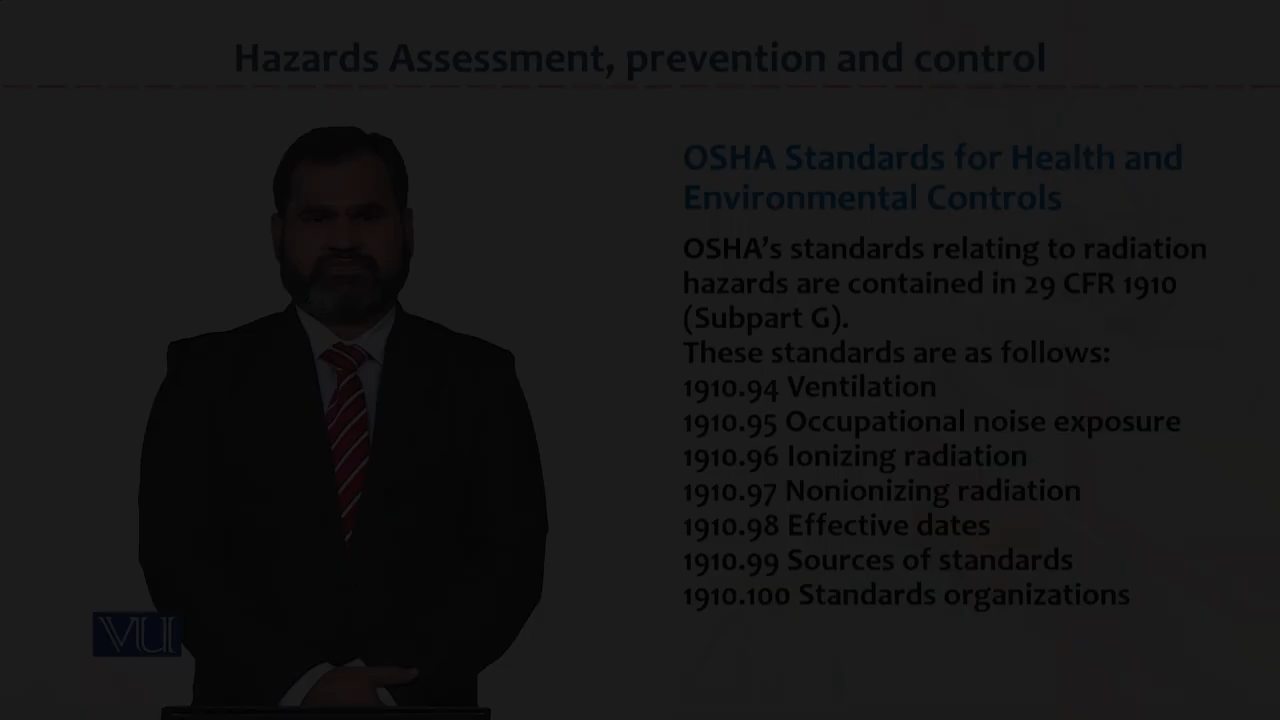 Hazards Assessment, prevention and control
OSHA Standards for Health and
Environmental Controls
OSHA’s standards relating to radiation
hazards are contained in 29 CFR 1910
(Subpart G).
These standards are as follows:
1910.94 Ventilation
1910.95 Occupational noise exposure
1910.96 Ionizing radiation
1910.97 Nonionizing radiation
1910.98 Effective dates
1910.99 Sources of standards
1910.100 Standards organizations
VU